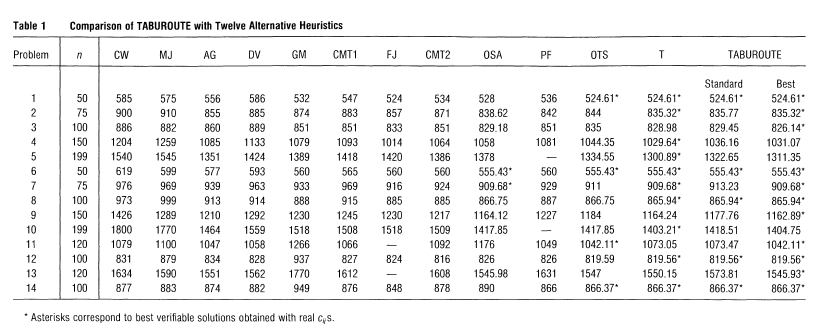 Table 1 Comparison of TABUROUTE with Twelve Alternative Heuristics
Problem n CW MJ AG DV GM CMT1 FJ CMT2 OSA PF OTS T TABUROUTE
Standard Best
1 50 585 575 556 586 532 547 524 534 528 536 524.61* 524.61* 524.61* 524.61*
2 75 900 910 855 885 874 883 857 871 838.62 842 844 835.32* 835.77 835.32*
3 100 886 882 860 889 851 851 833 851 829.18 851 835 828.98 829.45 826.14*
4 150 1204 1259 1085 1133 1079 1093 1014 1064 1058 1081 1044.35 1029.64* 1036.16 1031.07
5 199 1540 1545 1351 1424 1389 1418 1420 1386 1378 — 1334.55 1300.89* 1322.65 1311.35
6 50 619 599 577 593 560 565 560 560 555.43* 560 555.43* 555.43* 555.43* 555.43*
7 75 976 969 939 963 933 969 916 924 909.68* 929 911 909.68* 913.23 909.68*
8 100 973 999 913 914 888 915 885 885 866.75 887 866.75 865.94* 865.94* 865.94*
9 150 1426 1289 1210 1292 1230 1245 1230 1217 1164.12 1227 1184 1164.24 1177.76 1162.89*
10 199 1800 1770 1464 1559 1518 1508 1518 1509 1417.85 — 1417.85 1403.21* 1418.51 1404.75
11 120 1079 1100 1047 1058 1266 1066 — 1092 1176 1049 1042.11* 1073.05 1073.47 1042.11*
12 100 831 879 834 828 937 827 824 816 826 826 819.59 819.56* 819.56* 819.56*
13 120 1634 1590 1551 1562 1770 1612 — 1608 1545.98 1631 1547 1550.15 1573.81 1545.93*
14 100 877 883 874 882 949 876 848 878 890 866 866.37* 866.37* 866.37* 866.37*
* Asterisks correspond to best verifiable solutions obtained with real cᵢⱼs.